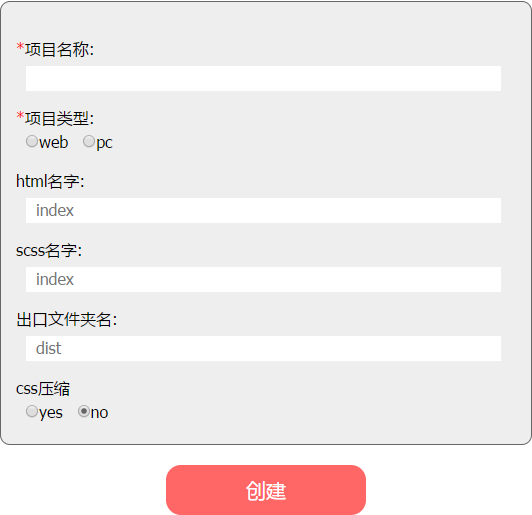 *项目名称：
*项目类型：
web pc
html名字：
index
scss名字：
index
出口文件夹名：
dist
css压缩
yes no
创建